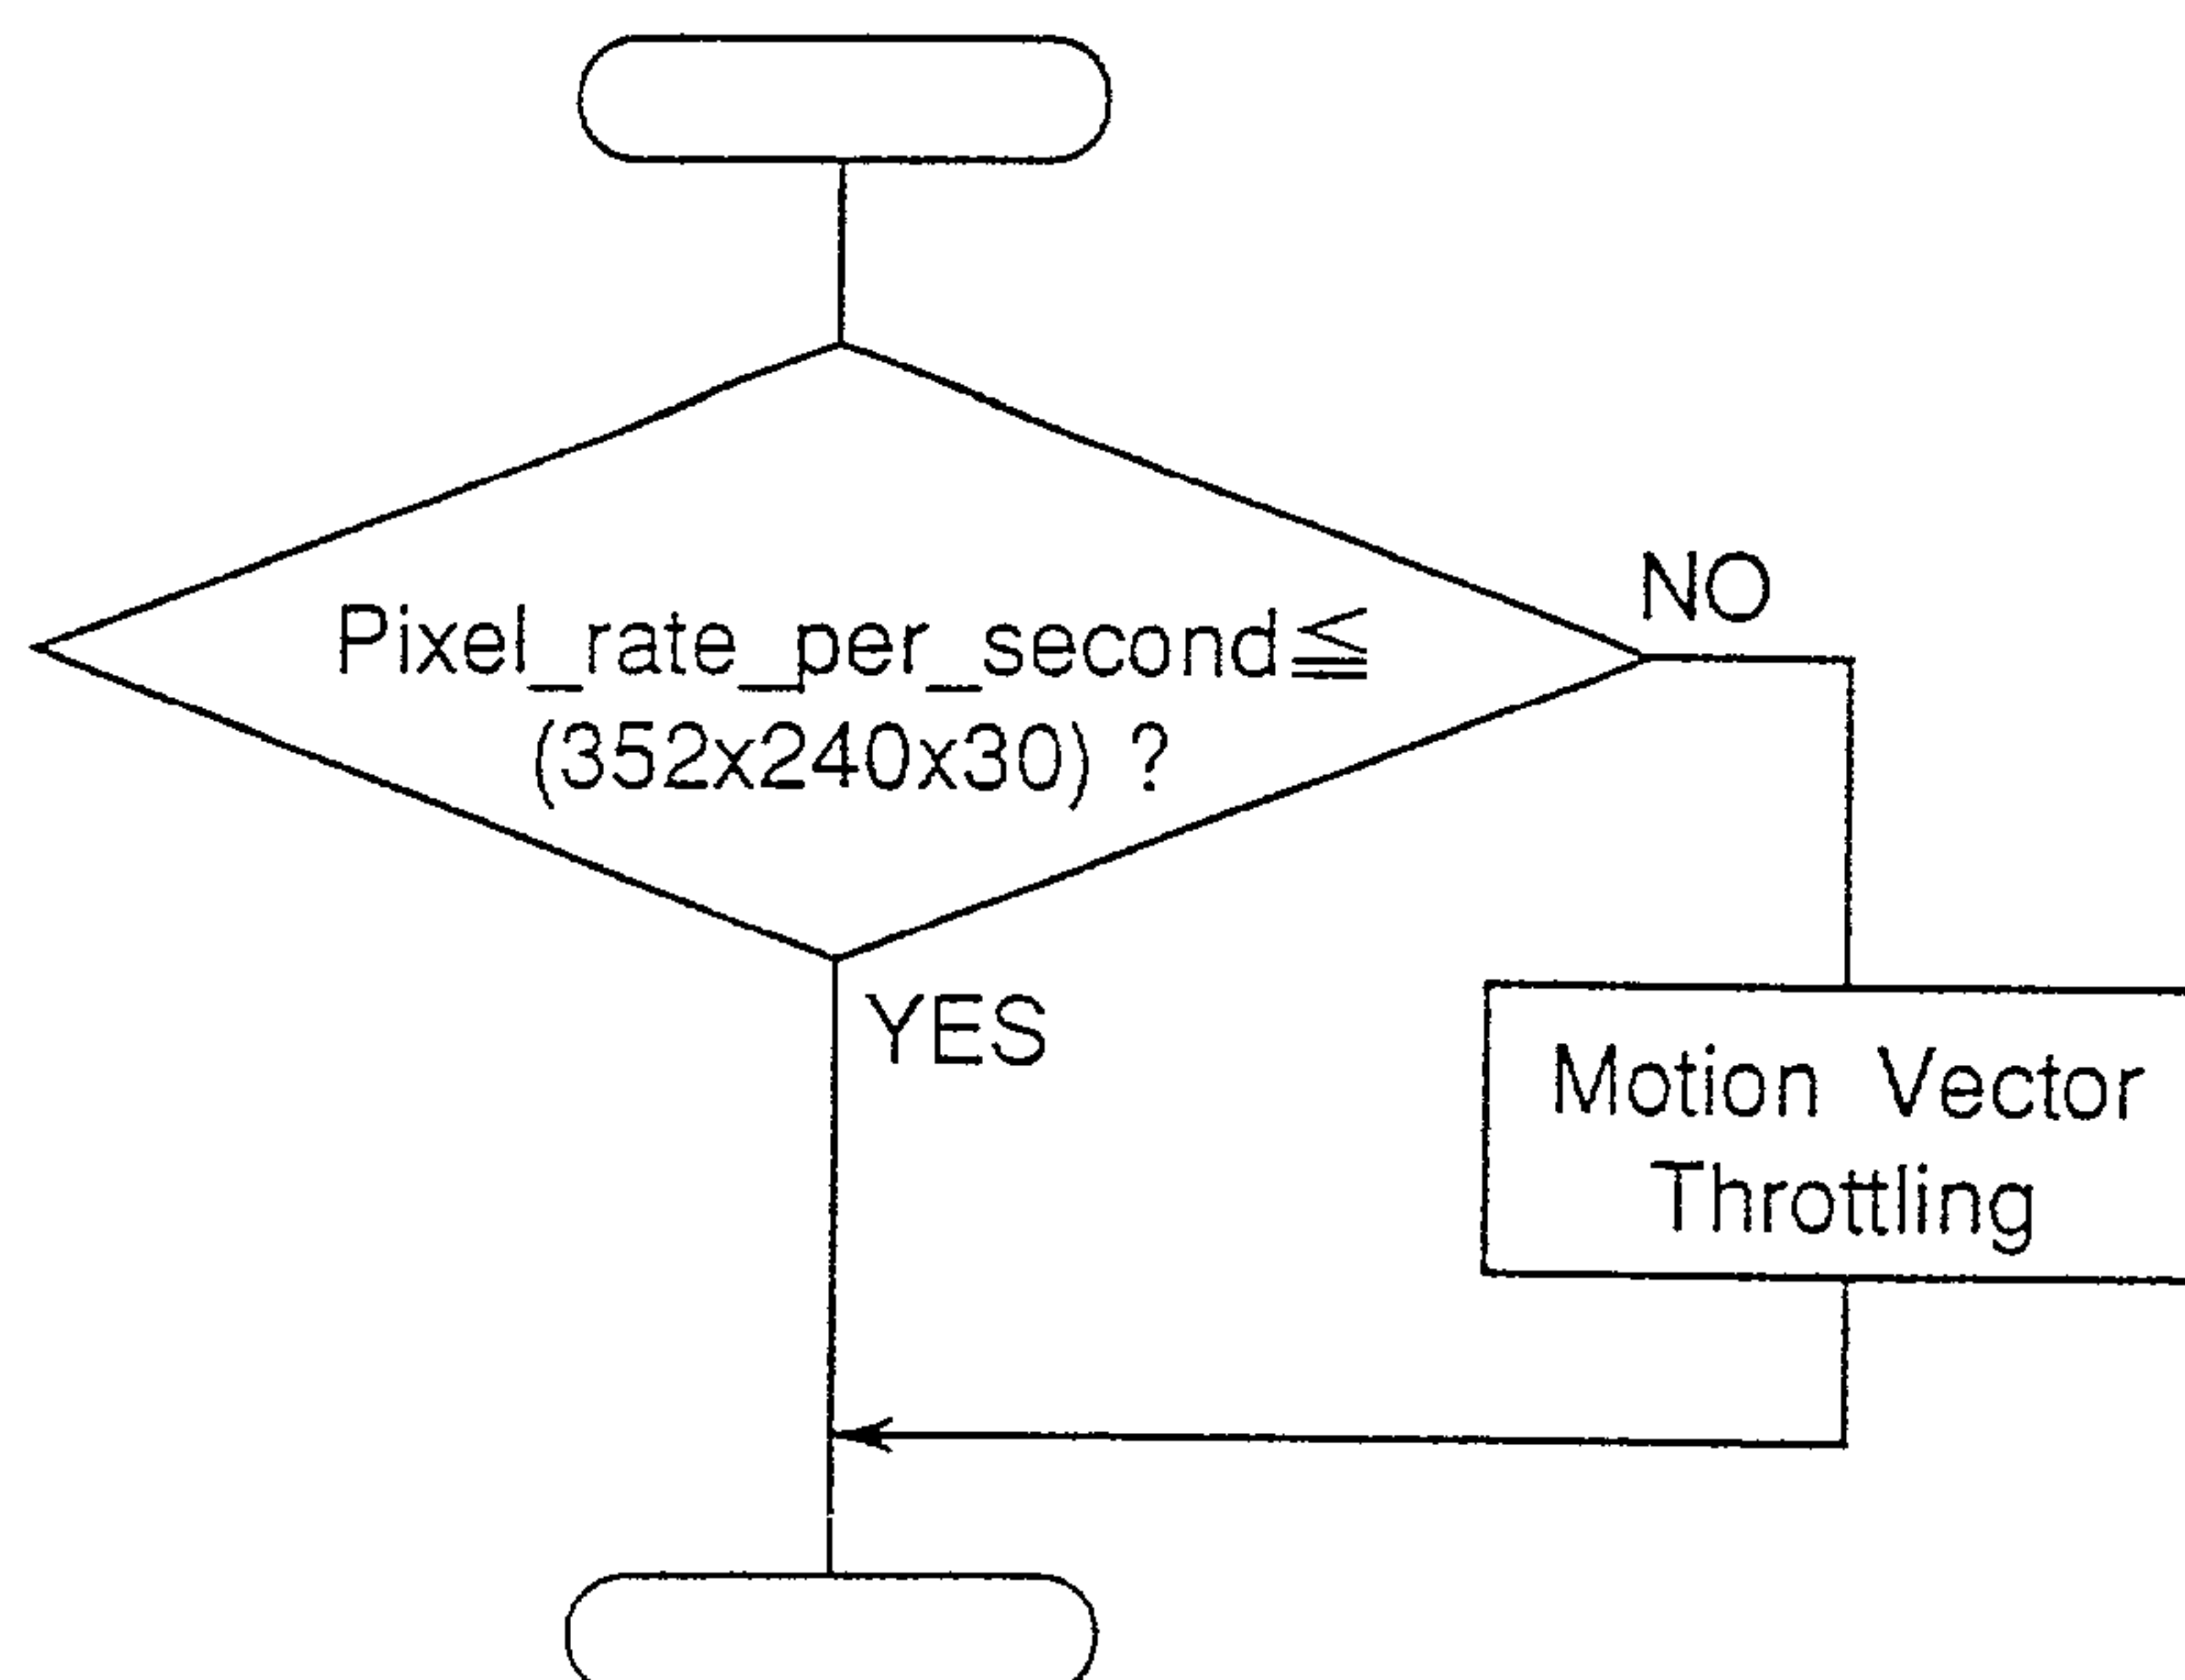 NO
Pixel_rate_per_second≦
(352x240x30) ?
YES
Motion Vector
Throttling